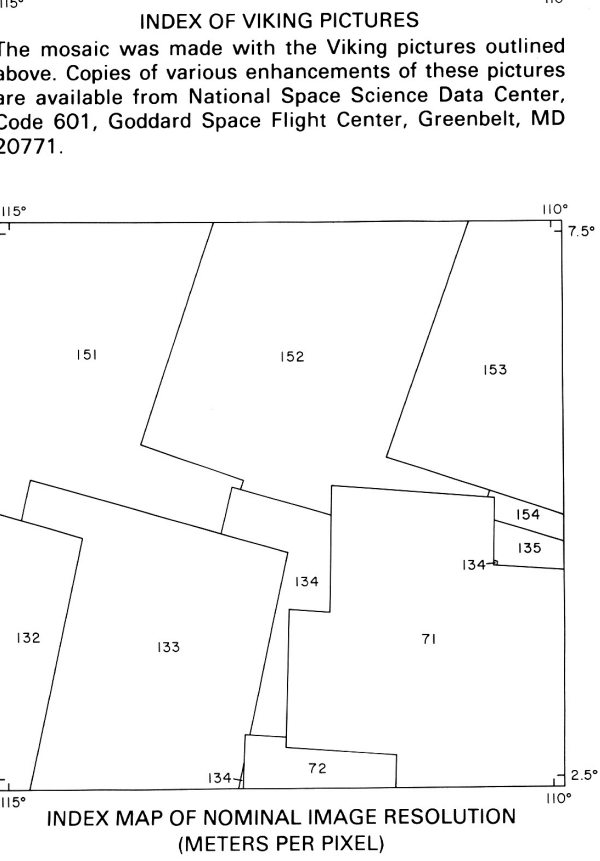 115° 110°
INDEX OF VIKING PICTURES
The mosaic was made with the Viking pictures outlined
above. Copies of various enhancements of these pictures
are available from National Space Science Data Center,
Code 601, Goddard Space Flight Center, Greenbelt, MD
20771.
115° 110°
7.5°
151 152 153
154
135
134
134
132 133 71
72
134
2.5°
115° 110°
INDEX MAP OF NOMINAL IMAGE RESOLUTION
(METERS PER PIXEL)